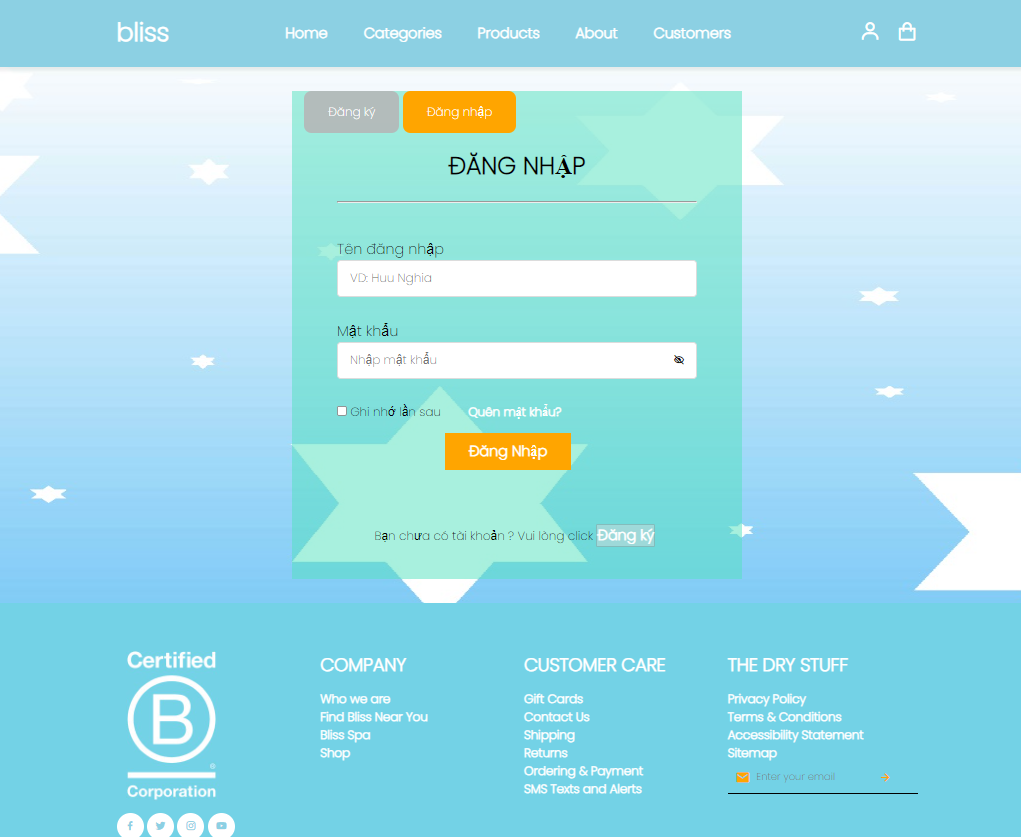 bliss
Home Categories Products About Customers
Đăng ký Đăng nhập
ĐĂNG NHẬP
Tên đăng nhập
VD: Huu Nghia
Mật khẩu
Nhập mật khẩu
Ghi nhớ lần sau Quên mật khẩu?
Đăng Nhập
Bạn chưa có tài khoản ? Vui lòng click Đăng ký
Certified
B
®
Corporation
COMPANY
Who we are
Find Bliss Near You
Bliss Spa
Shop
CUSTOMER CARE
Gift Cards
Contact Us
Shipping
Returns
Ordering & Payment
SMS Texts and Alerts
THE DRY STUFF
Privacy Policy
Terms & Conditions
Accessibility Statement
Sitemap
Enter your email